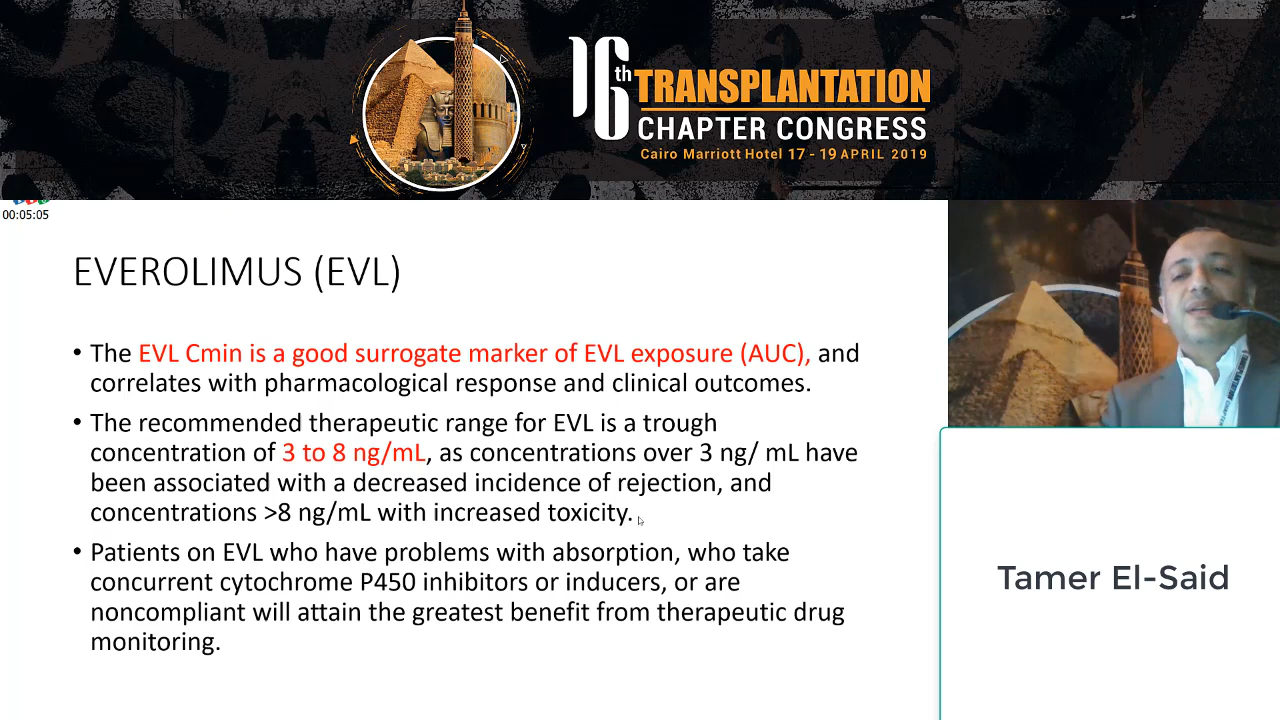 16th TRANSPLANTATION
CHAPTER CONGRESS
Cairo Marriott Hotel 17 - 19 APRIL 2019
00:05:05
EVEROLIMUS (EVL)
• The EVL Cmin is a good surrogate marker of EVL exposure (AUC), and
correlates with pharmacological response and clinical outcomes.
• The recommended therapeutic range for EVL is a trough
concentration of 3 to 8 ng/mL, as concentrations over 3 ng/ mL have
been associated with a decreased incidence of rejection, and
concentrations >8 ng/mL with increased toxicity.
• Patients on EVL who have problems with absorption, who take
concurrent cytochrome P450 inhibitors or inducers, or are
noncompliant will attain the greatest benefit from therapeutic drug
monitoring.
Tamer El-Said